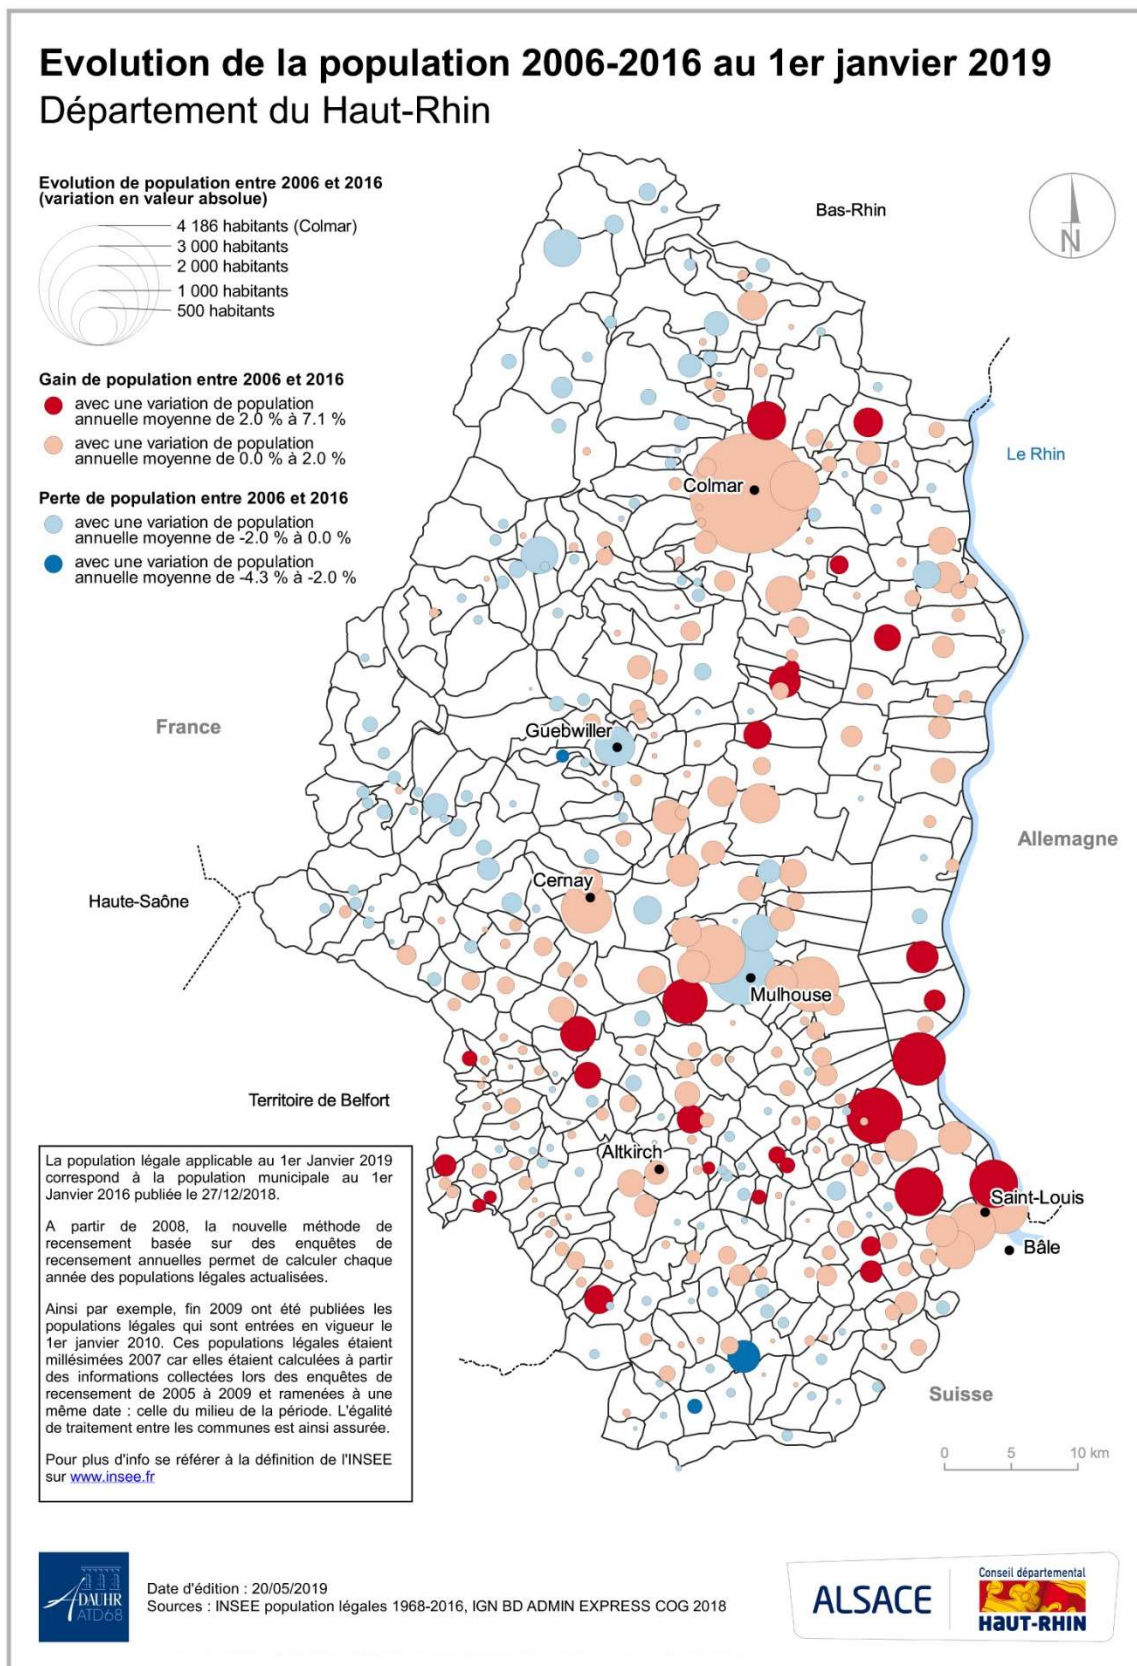 Evolution de la population 2006-2016 au 1er janvier 2019
Département du Haut-Rhin
Evolution de population entre 2006 et 2016
(variation en valeur absolue)
4 186 habitants (Colmar)
3 000 habitants
2 000 habitants
1 000 habitants
500 habitants
Gain de population entre 2006 et 2016
avec une variation de population
annuelle moyenne de 2.0 % à 7.1 %
avec une variation de population
annuelle moyenne de 0.0 % à 2.0 %
Perte de population entre 2006 et 2016
avec une variation de population
annuelle moyenne de -2.0 % à 0.0 %
avec une variation de population
annuelle moyenne de -4.3 % à -2.0 %
Bas-Rhin
N
Le Rhin
Colmar
France
Guebwiller
Allemagne
Cernay
Haute-Saône
Mulhouse
Territoire de Belfort
Altkirch
Saint-Louis
Bâle
Suisse
0 5 10 km
La population légale applicable au 1er Janvier 2019
correspond à la population municipale au 1er
Janvier 2016 publiée le 27/12/2018.
A partir de 2008, la nouvelle méthode de
recensement basée sur des enquêtes de
recensement annuelles permet de calculer chaque
année des populations légales actualisées.
Ainsi par exemple, fin 2009 ont été publiées les
populations légales qui sont entrées en vigueur le
1er janvier 2010. Ces populations légales étaient
millésimées 2007 car elles étaient calculées à partir
des informations collectées lors des enquêtes de
recensement de 2005 à 2009 et ramenées à une
même date : celle du milieu de la période. L'égalité
de traitement entre les communes est ainsi assurée.
Pour plus d'info se référer à la définition de l'INSEE
sur www.insee.fr
ADAUHR
ATD68
Date d'édition : 20/05/2019
Sources : INSEE population légales 1968-2016, IGN BD ADMIN EXPRESS COG 2018
ALSACE
Conseil départemental
HAUT-RHIN